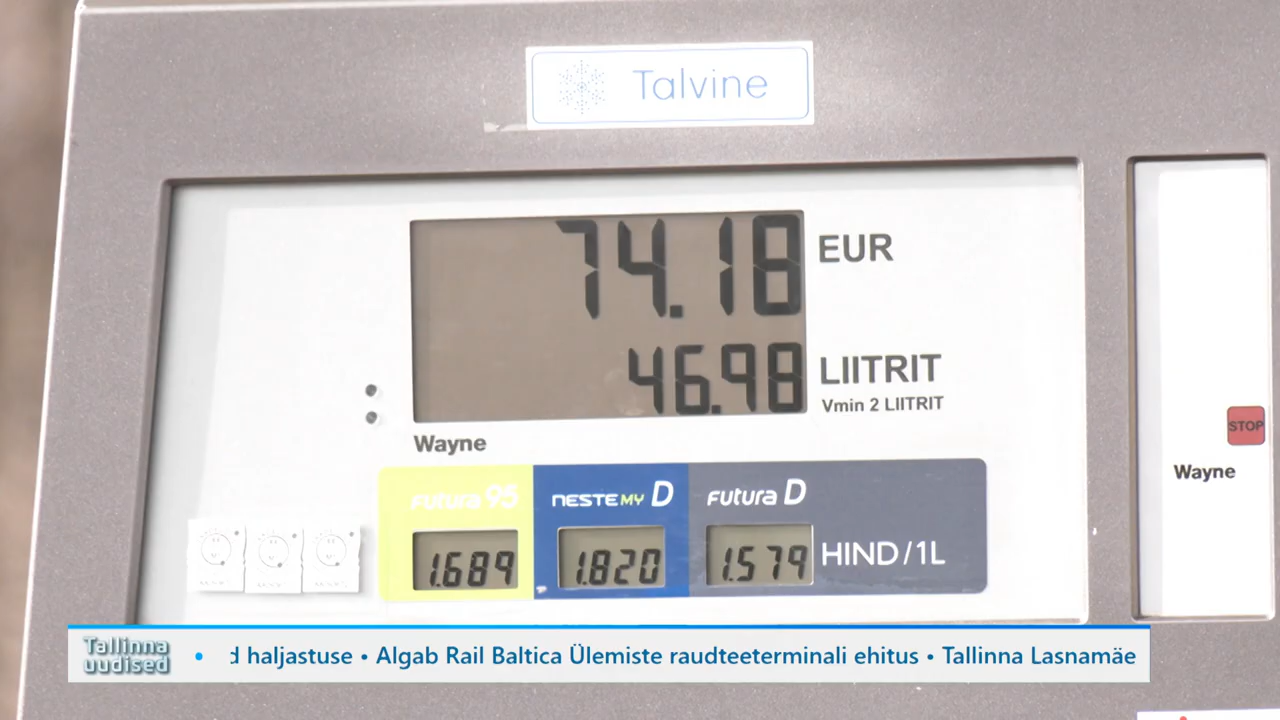 Talvine
74.18 EUR
46.98 LIITRIT
Vmin 2 LIITRIT
Wayne
STOP
Wayne
Futura 95 NESTE MY D Futura D
1.689 1.820 1.579 HIND/1L
Tallinna uudised
d haljastuse • Algab Rail Baltica Ülemiste raudteeterminali ehitus • Tallinna Lasnamäe